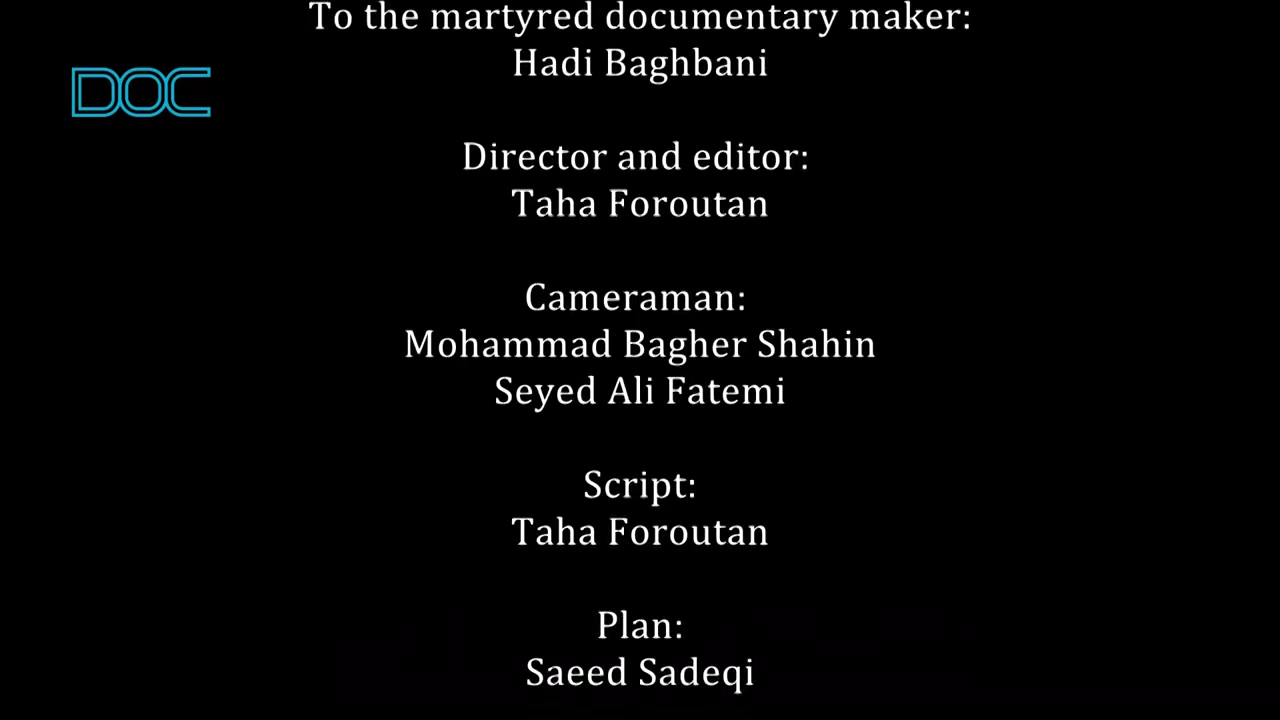 To the martyred documentary maker:
Hadi Baghbani
DOC
Director and editor:
Taha Foroutan
Cameraman:
Mohammad Bagher Shahin
Seyed Ali Fatemi
Script:
Taha Foroutan
Plan:
Saeed Sadeqi